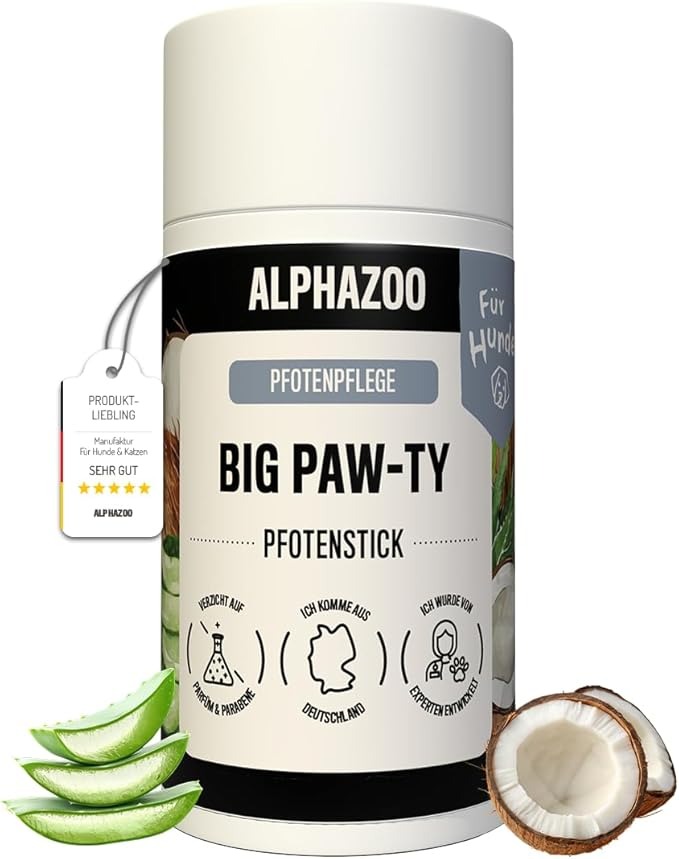 ALPHAZOO
Für
Hunde
PFOTENPFLEGE
BIG PAW-TY
PFOTENSTICK
VERZICHT AUF
PARFÜM & PARABENE
ICH KOMME AUS
DEUTSCHLAND
ICH WURDE VON
EXPERTEN ENTWICKELT
PRODUKT-
LIEBLING
Manufaktur
Für Hunde & Katzen
SEHR GUT
ALPHAZOO